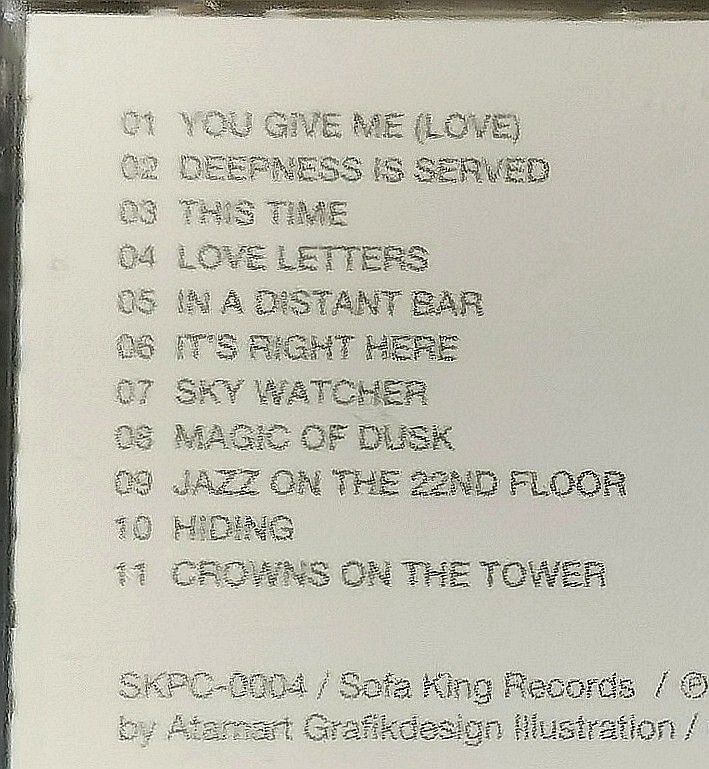 01 YOU GIVE ME (LOVE)
02 DEEPNESS IS SERVED
03 THIS TIME
04 LOVE LETTERS
05 IN A DISTANT BAR
06 IT'S RIGHT HERE
07 SKY WATCHER
08 MAGIC OF DUSK
09 JAZZ ON THE 22ND FLOOR
10 HIDING
11 CROWNS ON THE TOWER
SKPC-0004 / Sofa King Records / ℗
by Atamart Grafikdesign Illustration /